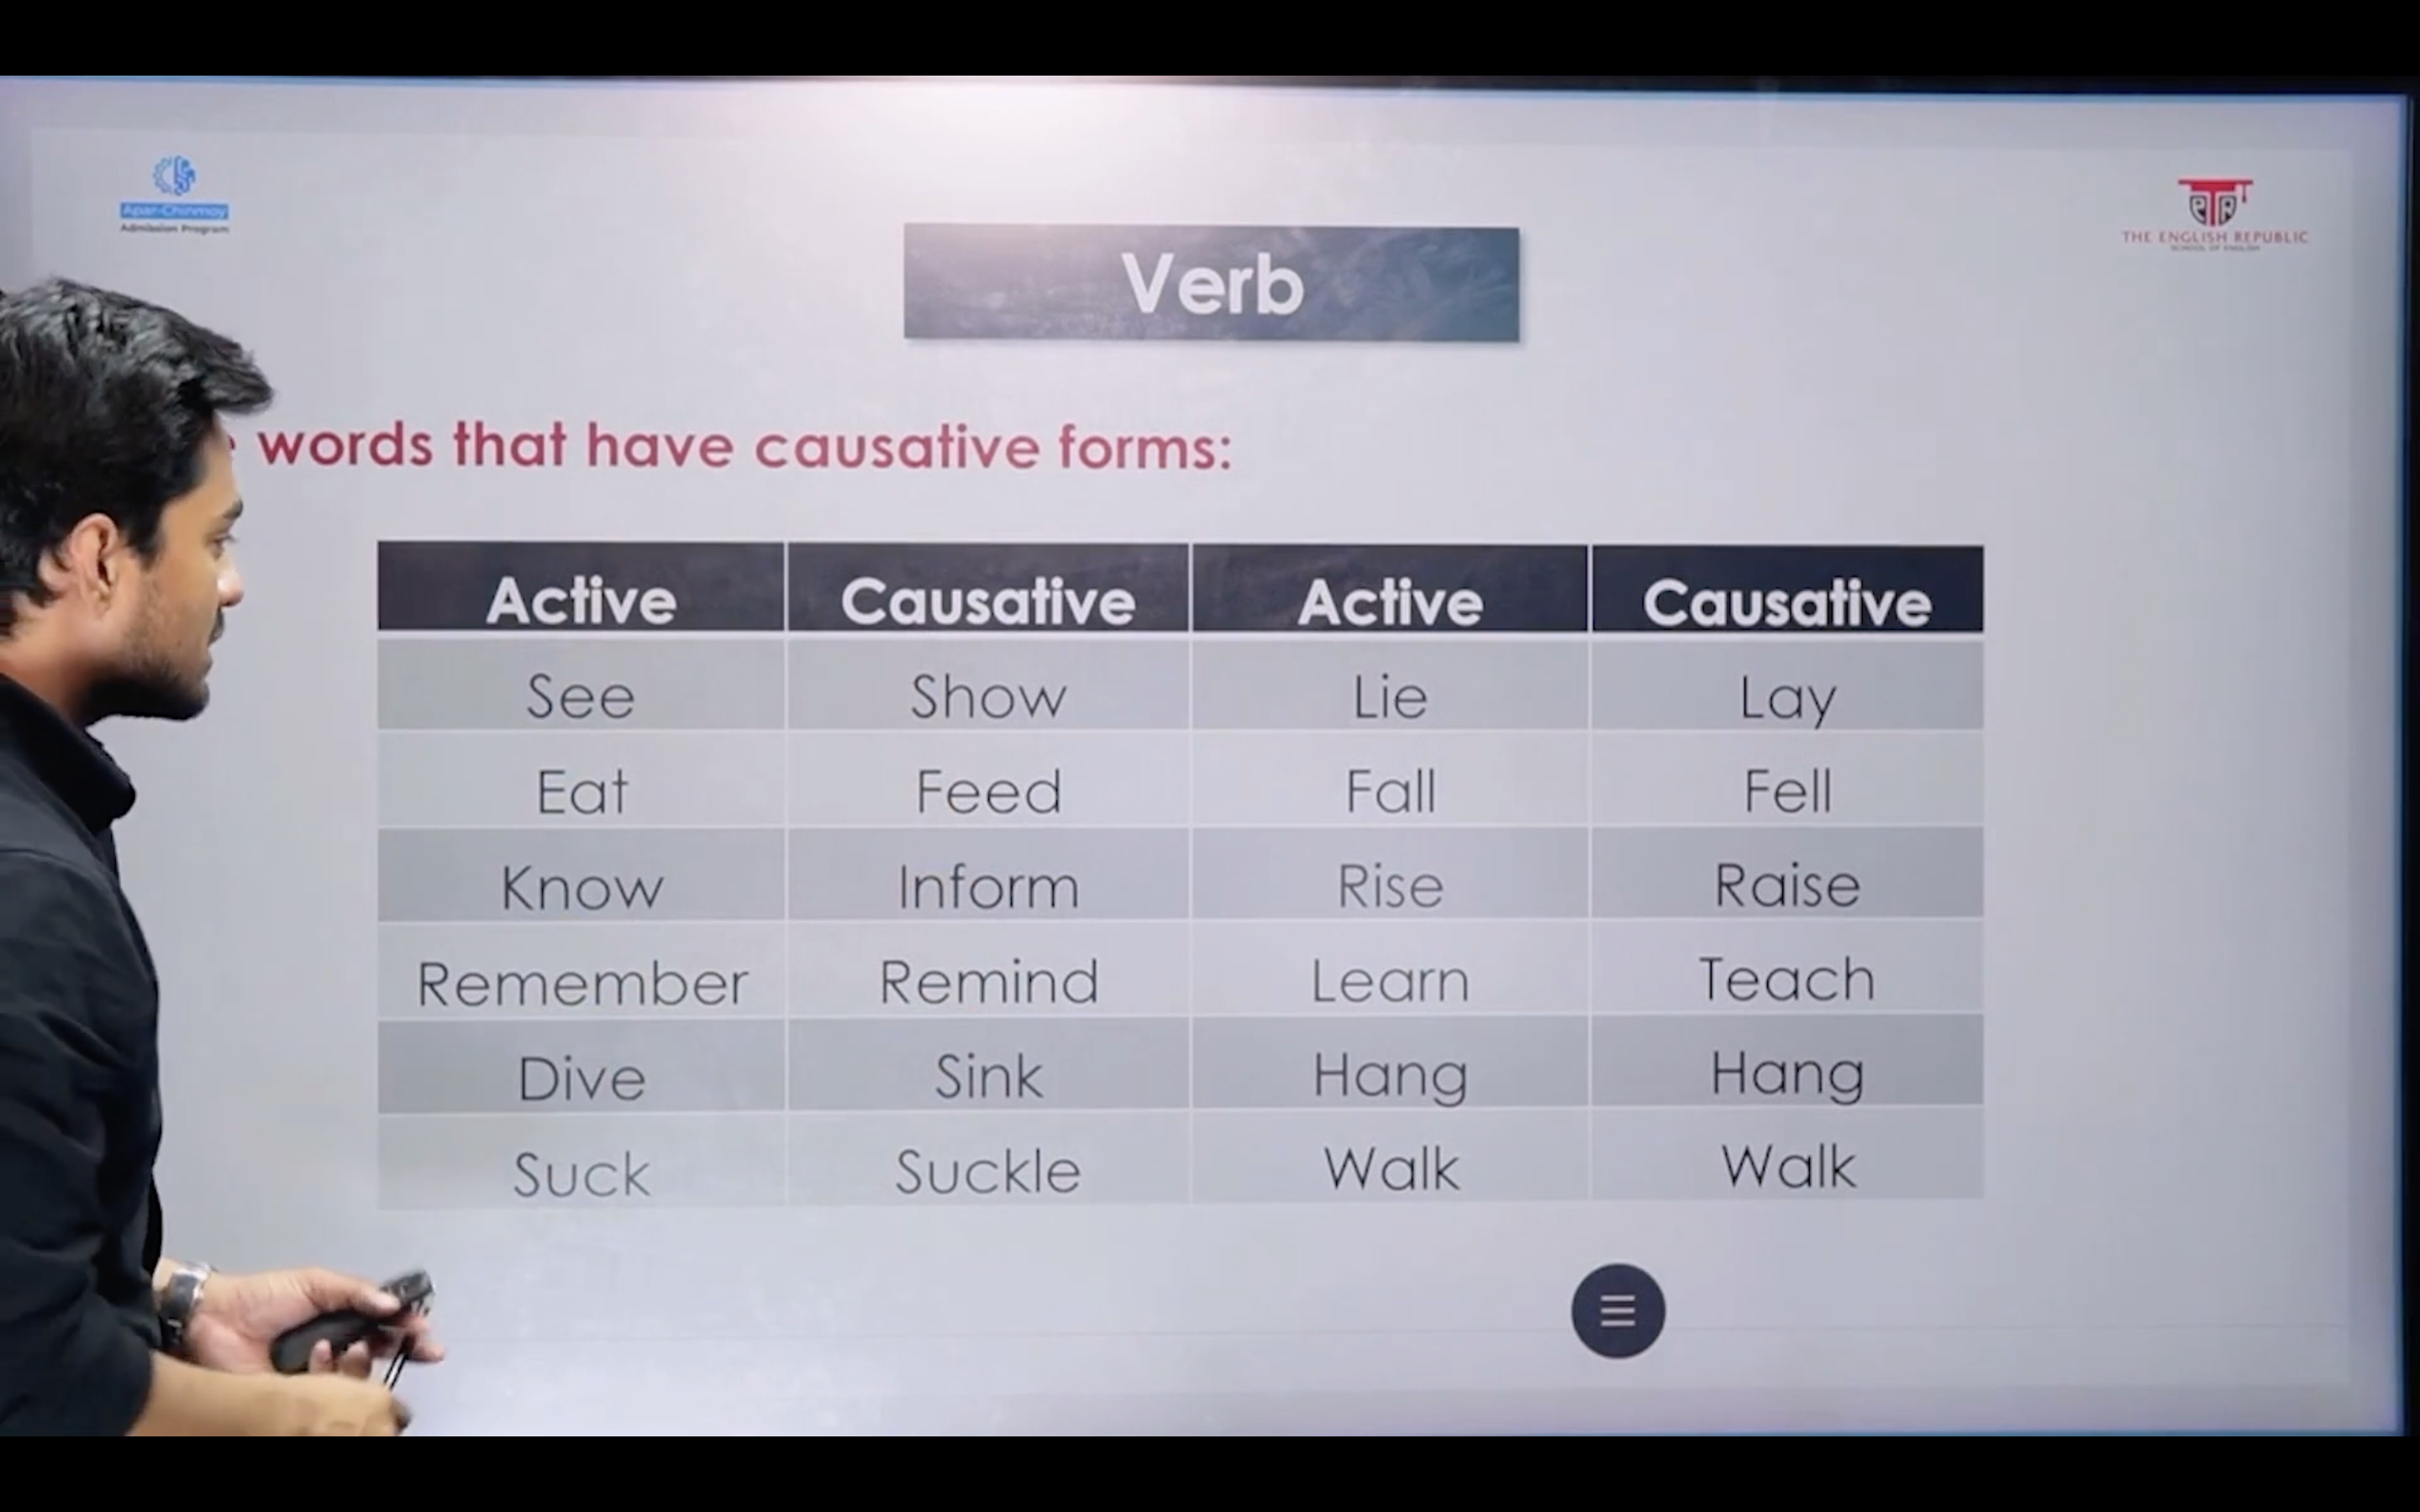 Apar-Chinmoy
Admission Program
THE ENGLISH REPUBLIC
SCHOOL OF ENGLISH
Verb
words that have causative forms:
Active Causative Active Causative
See Show Lie Lay
Eat Feed Fall Fell
Know Inform Rise Raise
Remember Remind Learn Teach
Dive Sink Hang Hang
Suck Suckle Walk Walk